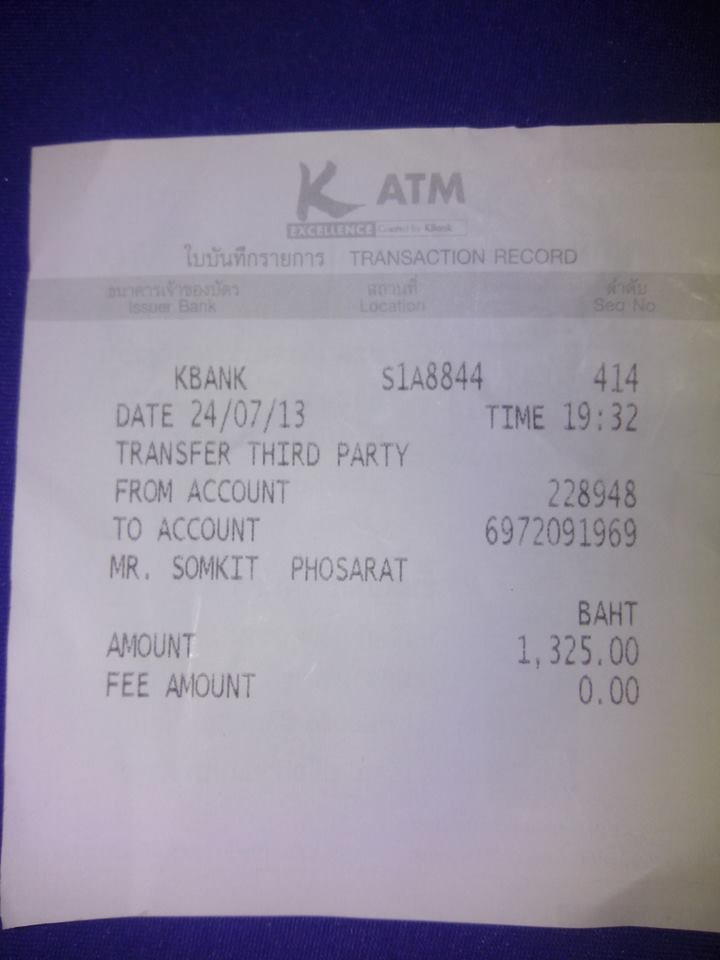 K ATM
EXCELLENCE Created by KBank
ใบบันทึกรายการ TRANSACTION RECORD
ธนาคารเจ้าของบัตร สถานที่ ลำดับ
Issuer Bank Location Seq No
KBANK S1A8844 414
DATE 24/07/13 TIME 19:32
TRANSFER THIRD PARTY
FROM ACCOUNT 228948
TO ACCOUNT 6972091969
MR. SOMKIT PHOSARAT
BAHT
AMOUNT 1,325.00
FEE AMOUNT 0.00